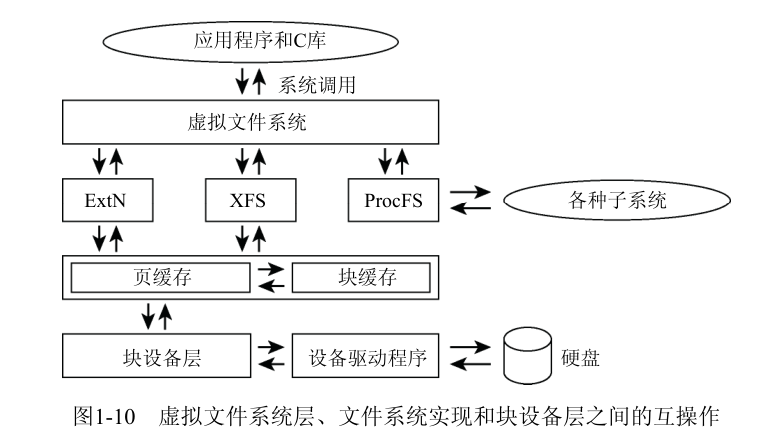 应用程序和C库
系统调用
虚拟文件系统
ExtN
XFS
ProcFS
各种子系统
页缓存
块缓存
块设备层
设备驱动程序
硬盘
图1-10 虚拟文件系统层、文件系统实现和块设备层之间的互操作